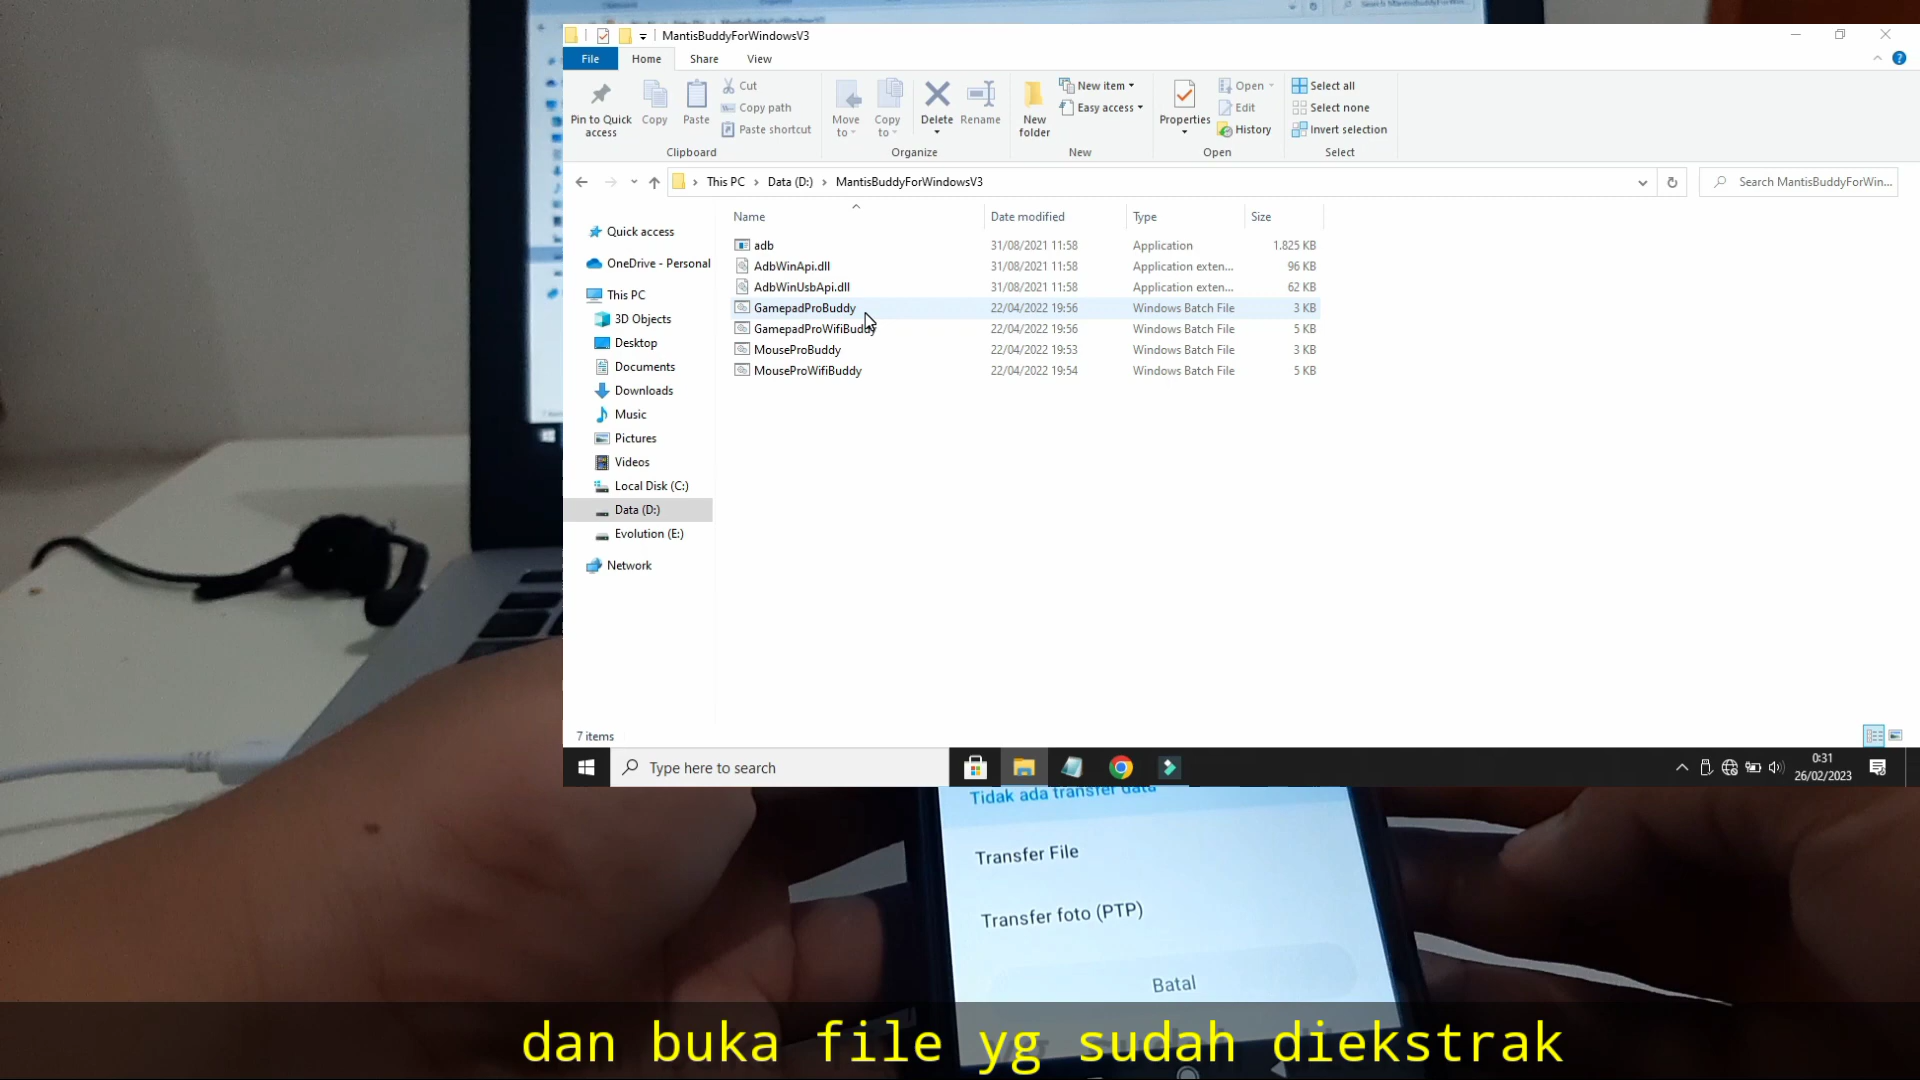 MantisBuddyForWindowsV3
File Home Share View
Pin to Quick access
Copy
Paste
Cut
Copy path
Paste shortcut
Clipboard
Move to
Copy to
Delete
Rename
Organize
New folder
New item
Easy access
New
Properties
Open
Edit
History
Open
Select all
Select none
Invert selection
Select
This PC > Data (D:) > MantisBuddyForWindowsV3
Search MantisBuddyForWin...
Quick access
OneDrive - Personal
This PC
3D Objects
Desktop
Documents
Downloads
Music
Pictures
Videos
Local Disk (C:)
Data (D:)
Evolution (E:)
Network
Name Date modified Type Size
adb 31/08/2021 11:58 Application 1.825 KB
AdbWinApi.dll 31/08/2021 11:58 Application exten... 96 KB
AdbWinUsbApi.dll 31/08/2021 11:58 Application exten... 62 KB
GamepadProBuddy 22/04/2022 19:56 Windows Batch File 3 KB
GamepadProWifiBuddy 22/04/2022 19:56 Windows Batch File 5 KB
MouseProBuddy 22/04/2022 19:53 Windows Batch File 3 KB
MouseProWifiBuddy 22/04/2022 19:54 Windows Batch File 5 KB
7 items
Type here to search
0:31
26/02/2023
Tidak ada transfer data
Transfer File
Transfer foto (PTP)
Batal
dan buka file yg sudah diekstrak